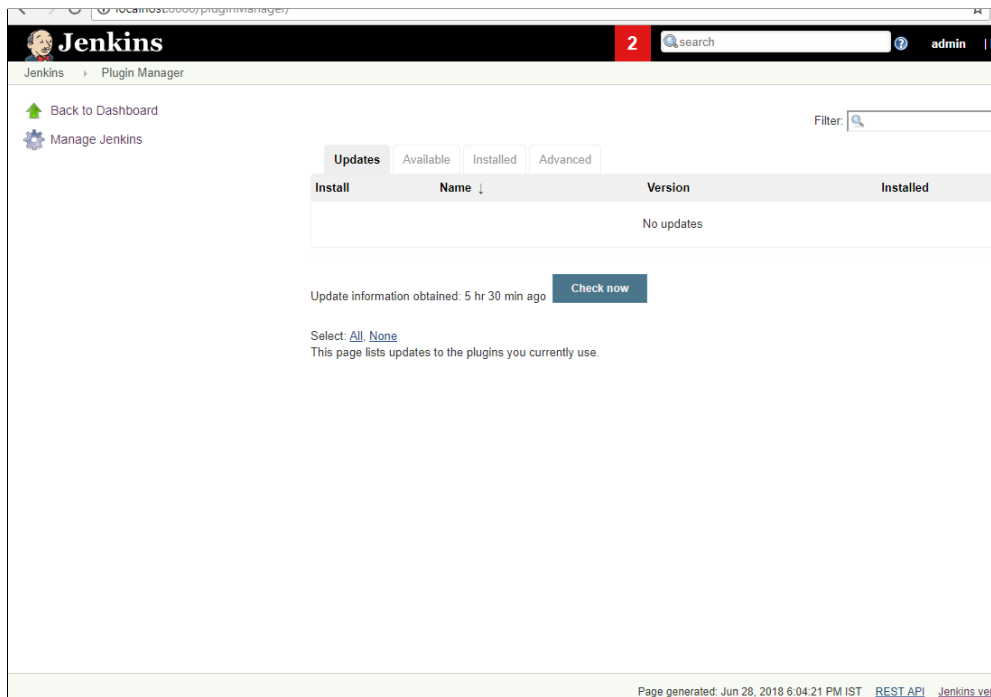 localhost:8080/pluginManager/
Jenkins
2
search
admin
Jenkins
Plugin Manager
Back to Dashboard
Manage Jenkins
Filter:
Updates
Available
Installed
Advanced
Install
Name ↓
Version
Installed
No updates
Update information obtained: 5 hr 30 min ago
Check now
Select: All, None
This page lists updates to the plugins you currently use.
Page generated: Jun 28, 2018 6:04:21 PM IST
REST API
Jenkins